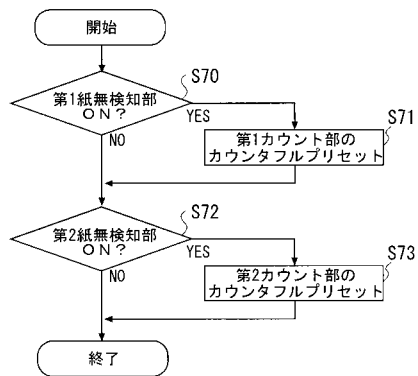 開始
S70
第1紙無検知部
ON?
YES
NO
S71
第1カウント部の
カウンタフルプリセット
S72
第2紙無検知部
ON?
YES
NO
S73
第2カウント部の
カウンタフルプリセット
終了